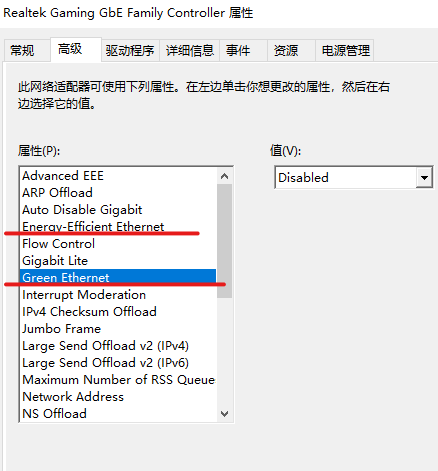 Realtek Gaming GbE Family Controller 属性
常规 高级 驱动程序 详细信息 事件 资源 电源管理
此网络适配器可使用下列属性。在左边单击你想更改的属性，然后在右
边选择它的值。
属性(P):
值(V):
Disabled
Advanced EEE
ARP Offload
Auto Disable Gigabit
Energy-Efficient Ethernet
Flow Control
Gigabit Lite
Green Ethernet
Interrupt Moderation
IPv4 Checksum Offload
Jumbo Frame
Large Send Offload v2 (IPv4)
Large Send Offload v2 (IPv6)
Maximum Number of RSS Queue
Network Address
NS Offload